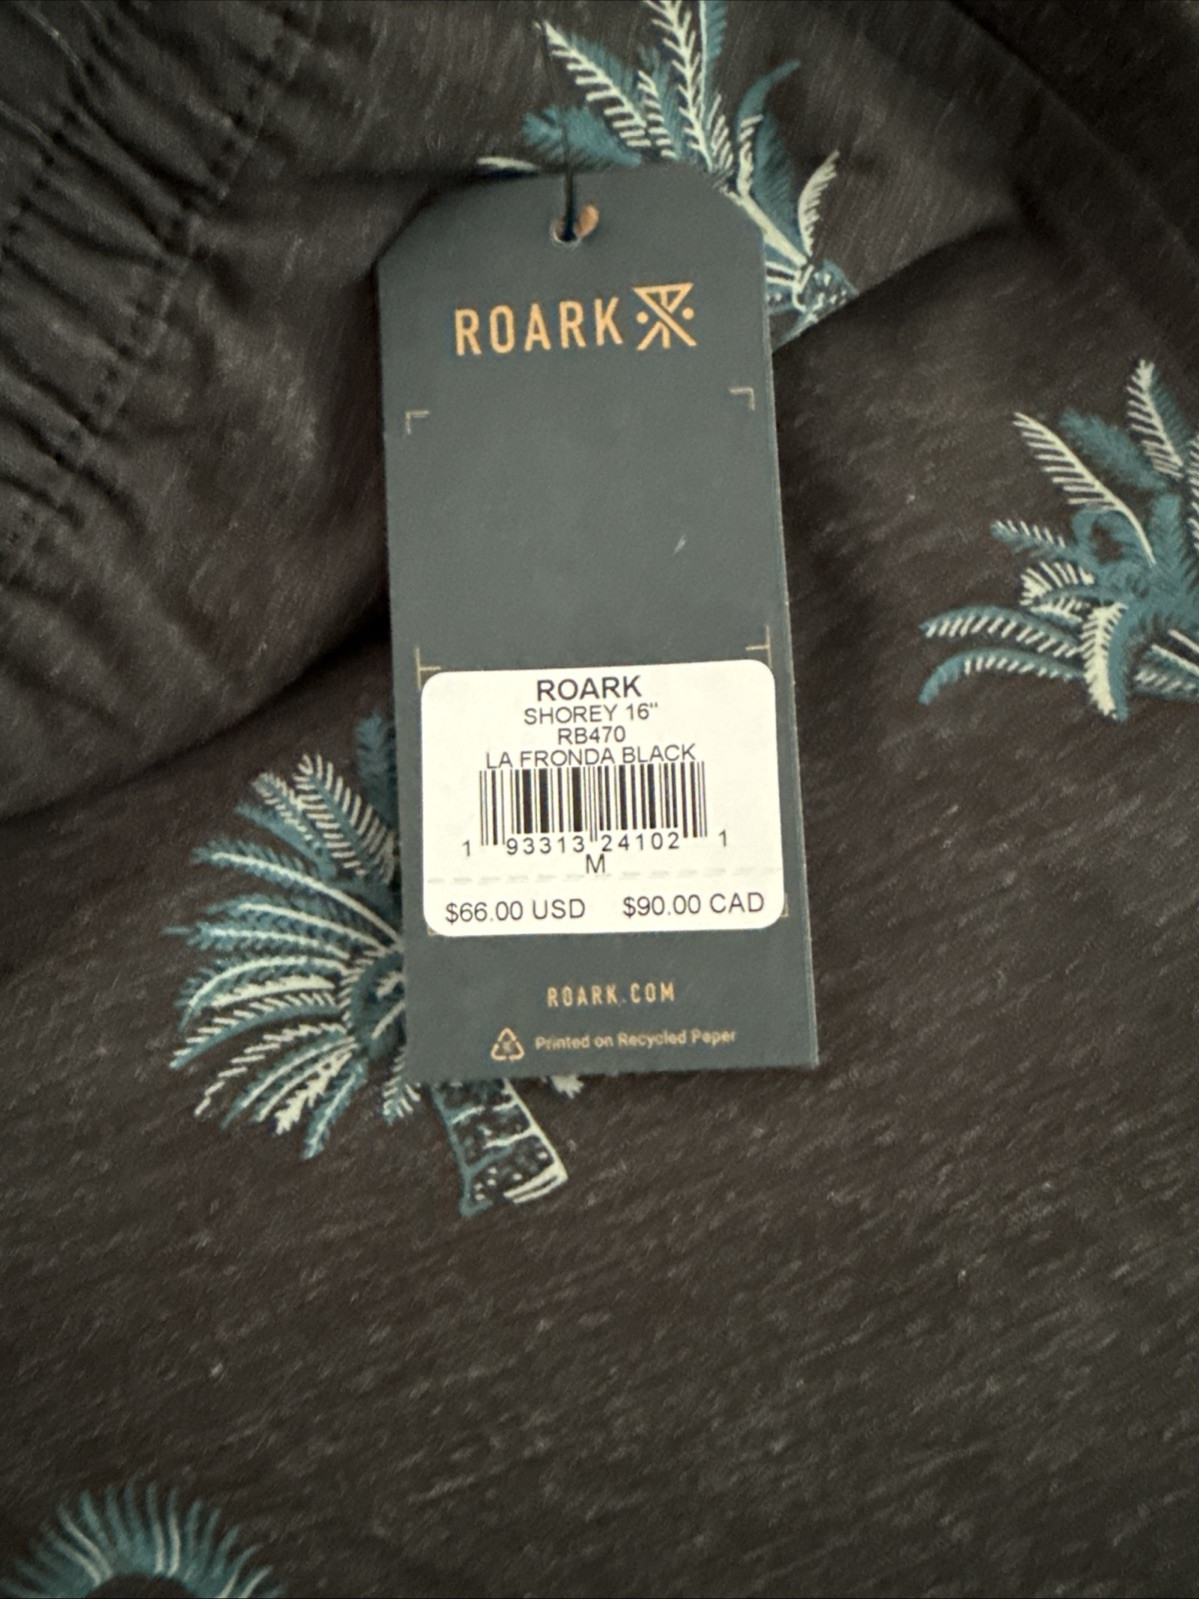 ROARK
ROARK
SHOREY 16"
RB470
LA FRONDA BLACK
1 93313 24102 1
M
$66.00 USD $90.00 CAD
ROARK.COM
Printed on Recycled Paper